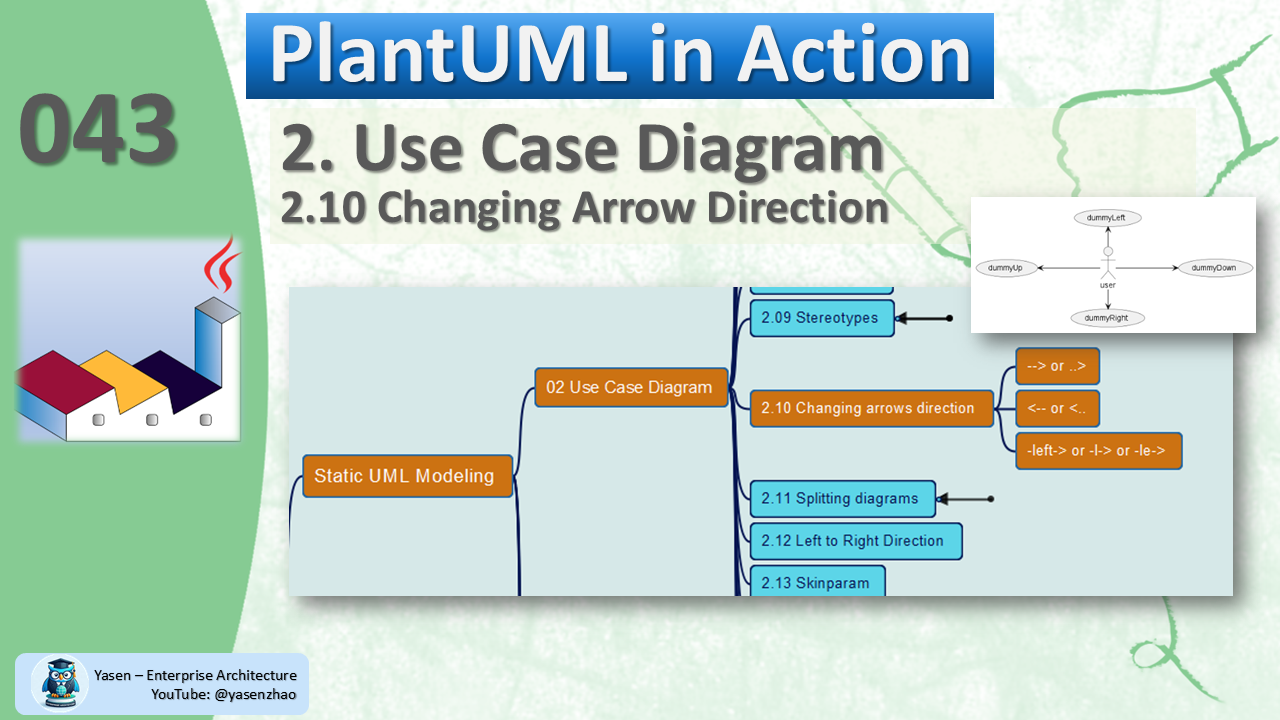 PlantUML in Action
043
2. Use Case Diagram
2.10 Changing Arrow Direction
dummyLeft
dummyUp
dummyDown
user
dummyRight
2.09 Stereotypes
02 Use Case Diagram
2.10 Changing arrows direction
--> or ..>
<-- or <..
-left-> or -l-> or -le->
Static UML Modeling
2.11 Splitting diagrams
2.12 Left to Right Direction
2.13 Skinparam
Yasen – Enterprise Architecture
YouTube: @yasenzhao